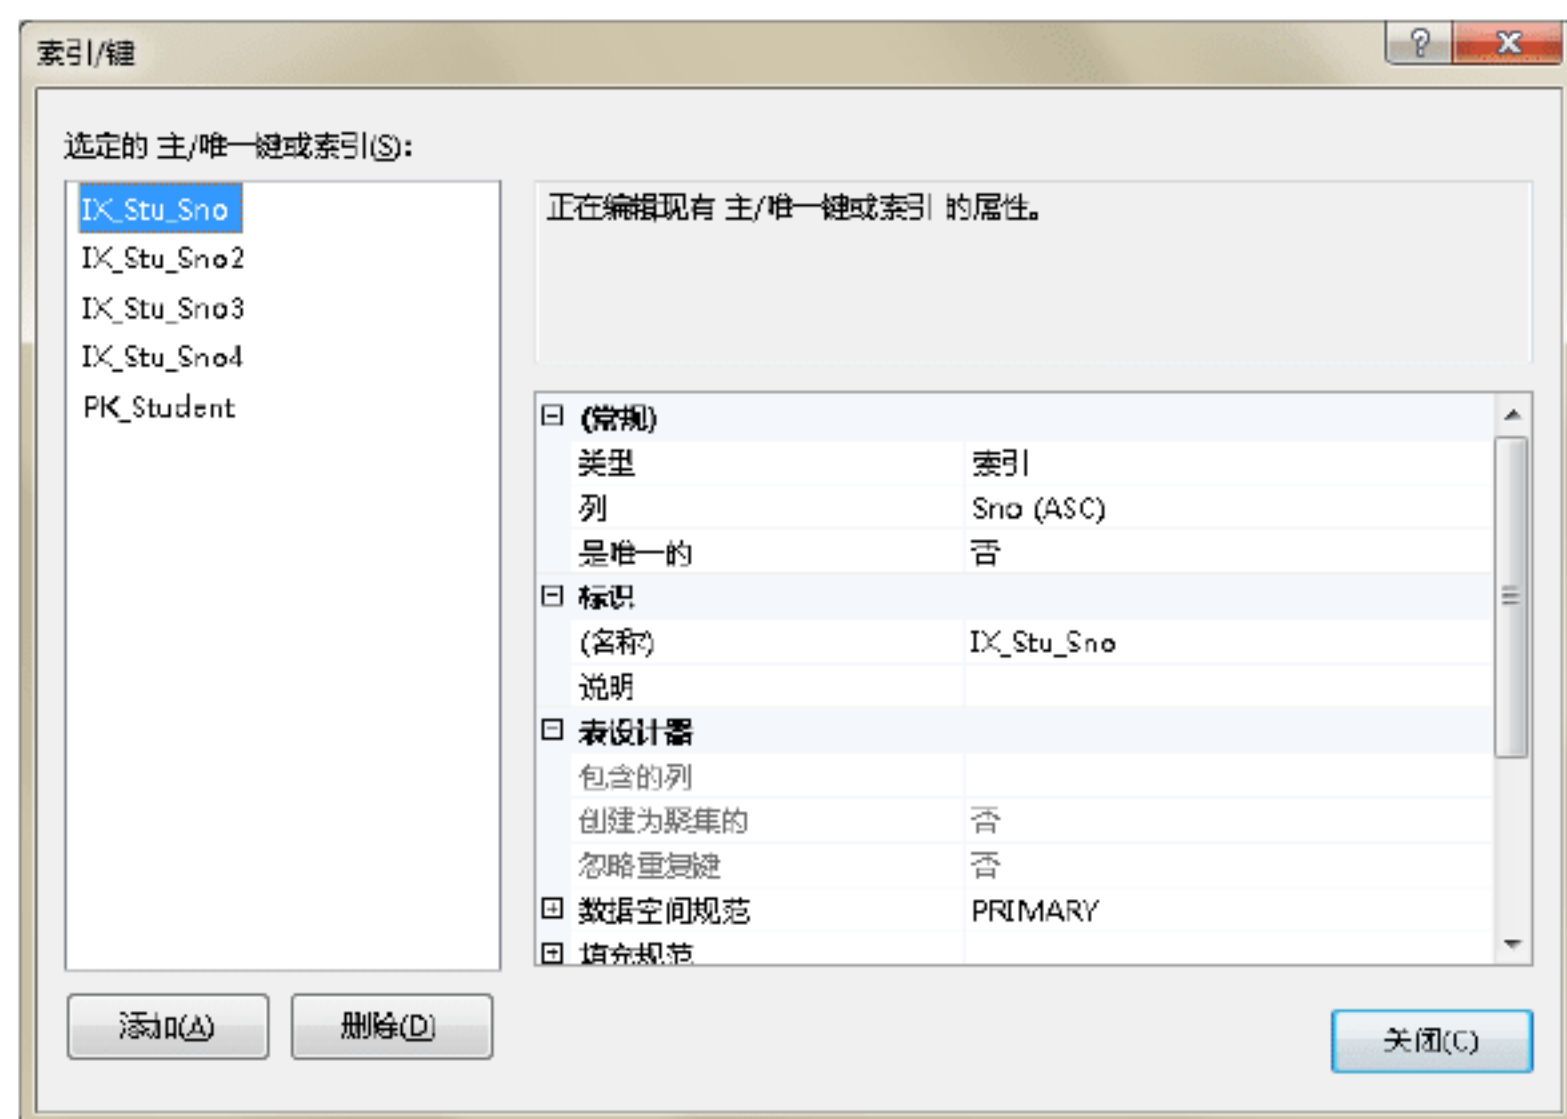 索引/键
选定的 主/唯一键或索引(S):
IX_Stu_Sno
IX_Stu_Sno2
IX_Stu_Sno3
IX_Stu_Sno4
PK_Student
添加(A)
删除(D)
正在编辑现有 主/唯一键或索引 的属性。
(常规)
类型 索引
列 Sno (ASC)
是唯一的 否
标识
(名称) IX_Stu_Sno
说明
表设计器
包含的列
创建为聚集的 否
忽略重复键 否
数据空间规范 PRIMARY
填充规范
关闭(C)